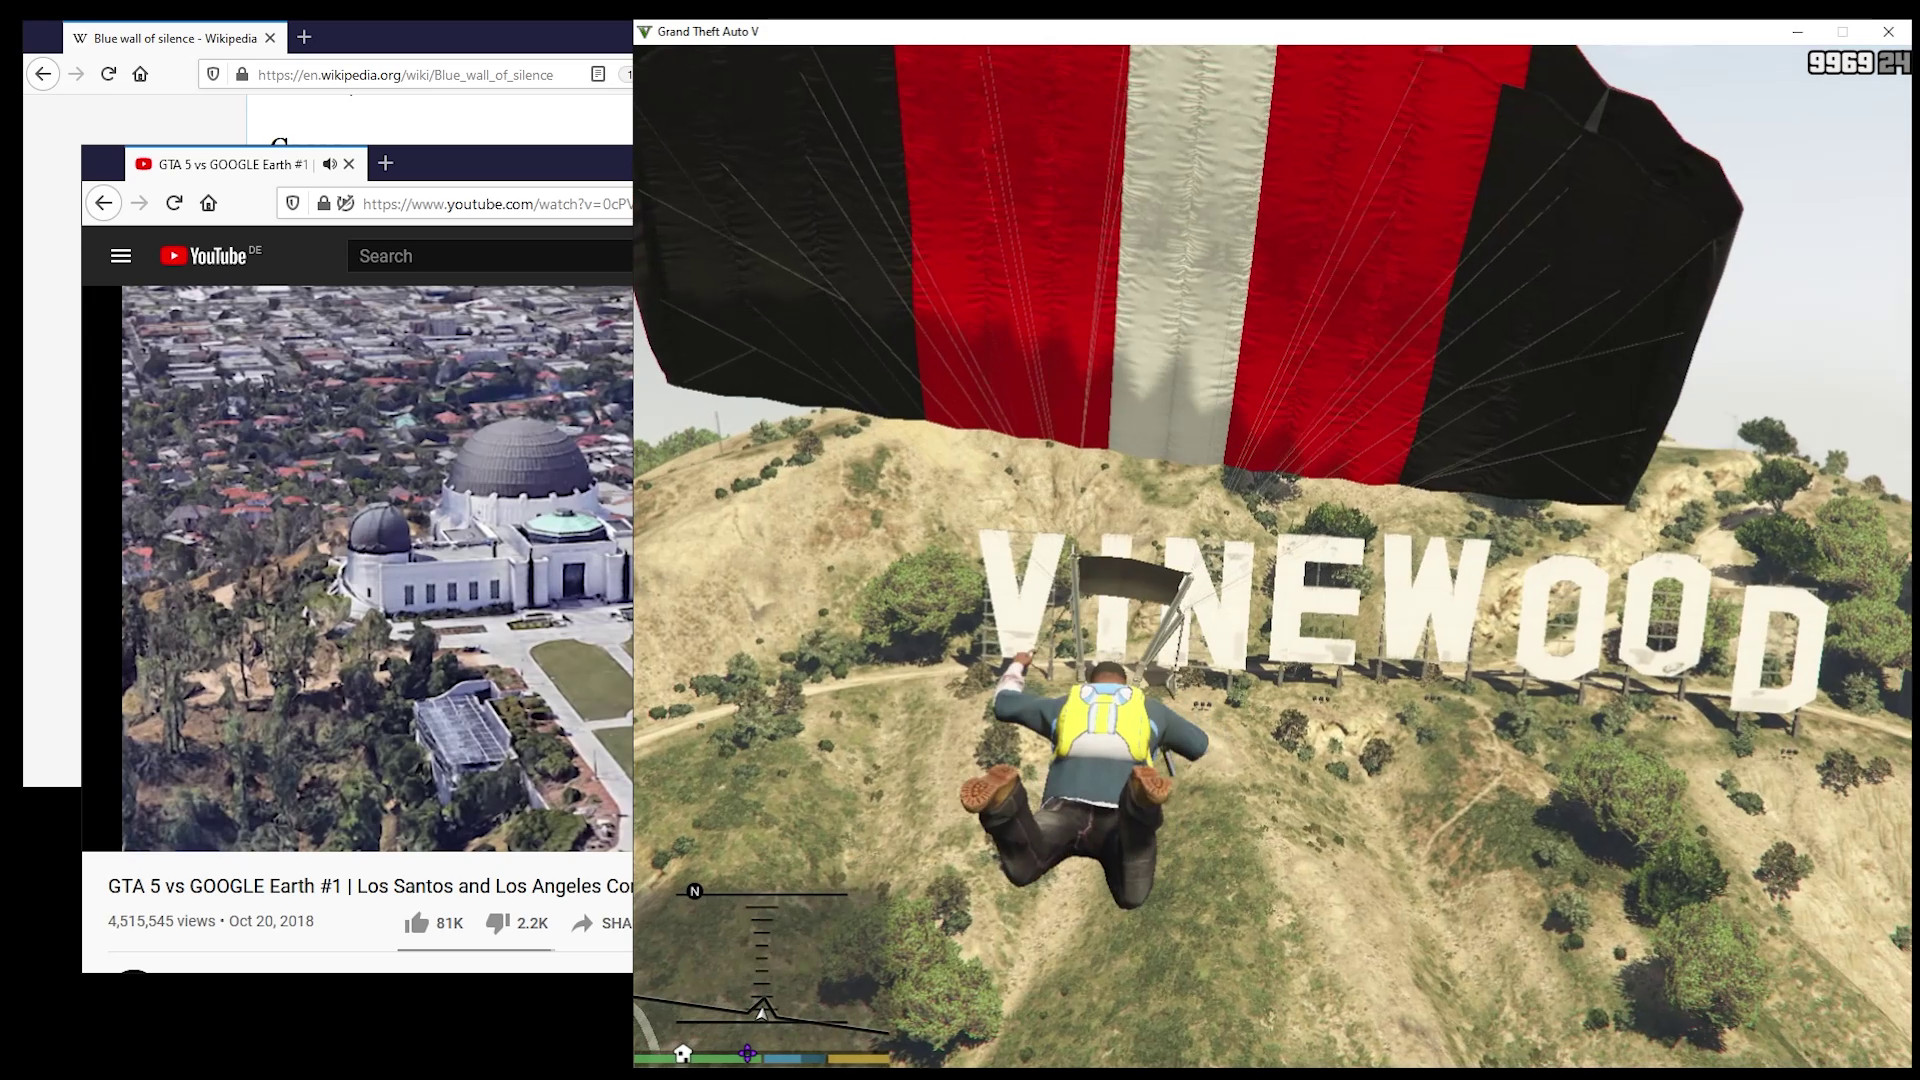 Blue wall of silence - Wikipedia
https://en.wikipedia.org/wiki/Blue_wall_of_silence
GTA 5 vs GOOGLE Earth #1 |
https://www.youtube.com/watch?v=0cPV
YouTube DE
Search
GTA 5 vs GOOGLE Earth #1 | Los Santos and Los Angeles Co
4,515,545 views • Oct 20, 2018
81K
2.2K
SHA
Grand Theft Auto V
996924
VINEWOOD
N